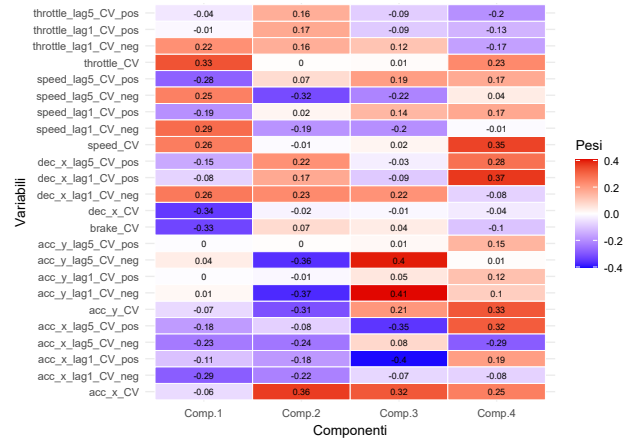 throttle_lag5_CV_pos -0.04 0.16 -0.09 -0.2
throttle_lag1_CV_pos -0.01 0.17 -0.09 -0.13
throttle_lag1_CV_neg 0.22 0.16 0.12 -0.17
throttle_CV 0.33 0 0.01 0.23
speed_lag5_CV_pos -0.28 0.07 0.19 0.17
speed_lag5_CV_neg 0.25 -0.32 -0.22 0.04
speed_lag1_CV_pos -0.19 0.02 0.14 0.17
speed_lag1_CV_neg 0.29 -0.19 -0.2 -0.01
speed_CV 0.26 -0.01 0.02 0.35
dec_x_lag5_CV_pos -0.15 0.22 -0.03 0.28
dec_x_lag1_CV_pos -0.08 0.17 -0.09 0.37
dec_x_lag1_CV_neg 0.26 0.23 0.22 -0.08
dec_x_CV -0.34 -0.02 -0.01 -0.04
brake_CV -0.33 0.07 0.04 -0.1
acc_y_lag5_CV_pos 0 0 0.01 0.15
acc_y_lag5_CV_neg 0.04 -0.36 0.4 0.01
acc_y_lag1_CV_pos 0 -0.01 0.05 0.12
acc_y_lag1_CV_neg 0.01 -0.37 0.41 0.1
acc_y_CV -0.07 -0.31 0.21 0.33
acc_x_lag5_CV_pos -0.18 -0.08 -0.35 0.32
acc_x_lag5_CV_neg -0.23 -0.24 0.08 -0.29
acc_x_lag1_CV_pos -0.11 -0.18 -0.4 0.19
acc_x_lag1_CV_neg -0.29 -0.22 -0.07 -0.08
acc_x_CV -0.06 0.36 0.32 0.25
Comp.1 Comp.2 Comp.3 Comp.4
Componenti
Variabili
Pesi
0.4
0.2
0.0
-0.2
-0.4